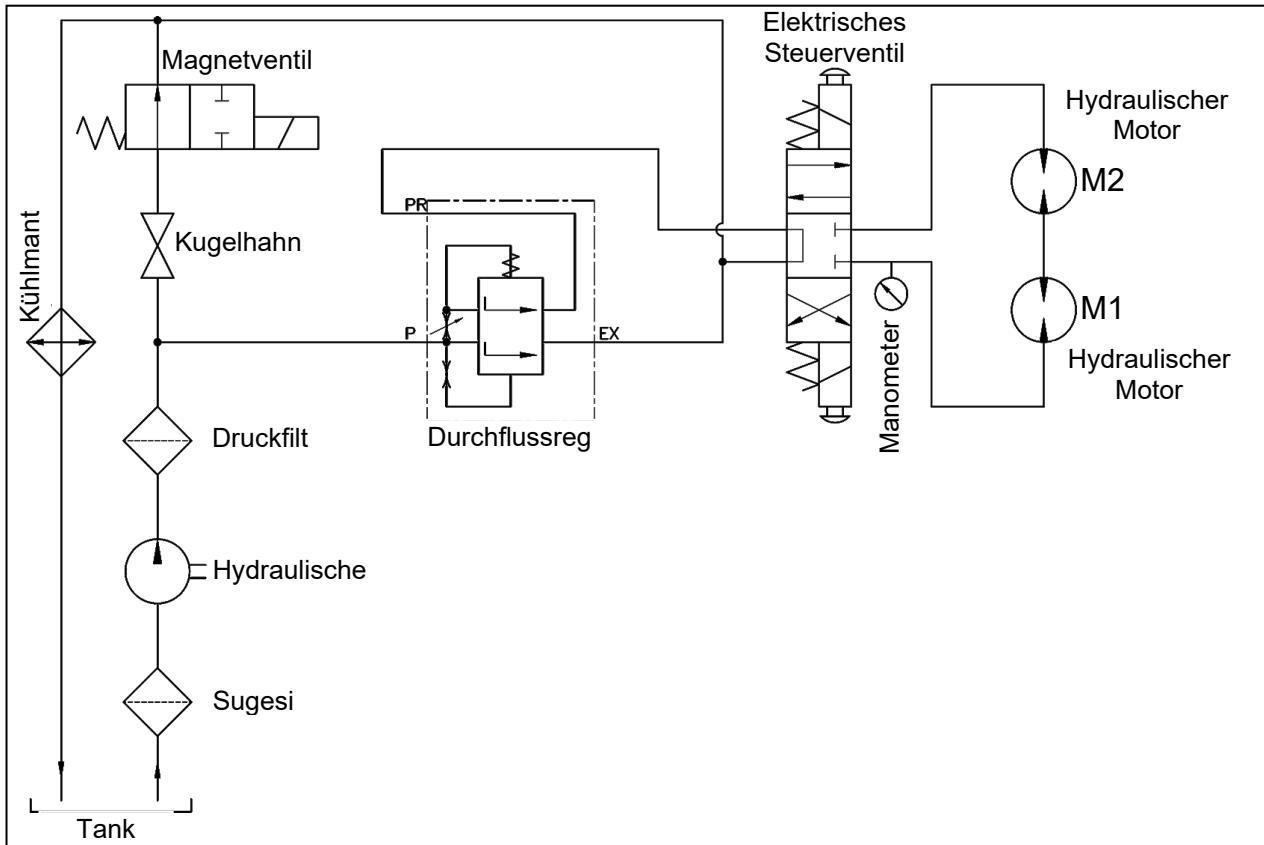 Elektrisches
Steuerventil
Magnetventil
Hydraulischer
Motor
M2
PR
Kugelhahn
Kühlmant
M1
P
EX
Hydraulischer
Motor
Manometer
Druckfilt
Durchflussreg
Hydraulische
Sugesi
Tank